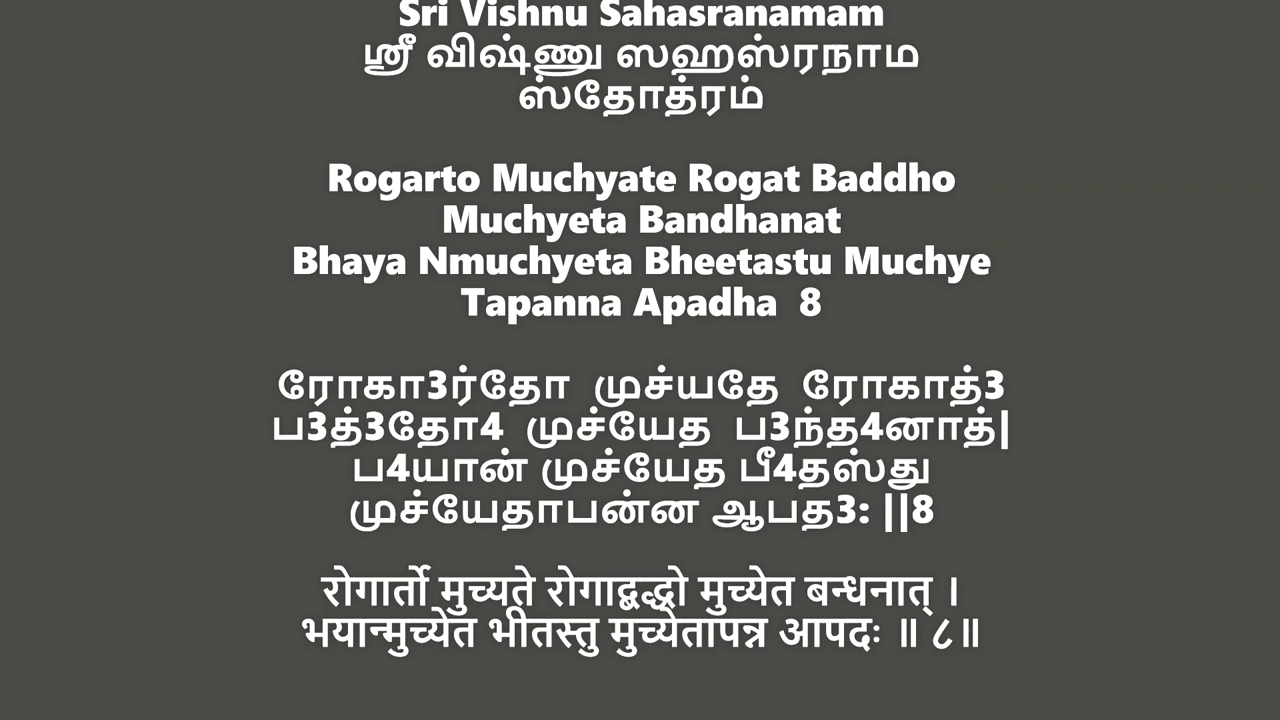 Sri Vishnu Sahasranamam
ஸ்ரீ விஷ்ணு ஸஹஸ்ரநாம
ஸ்தோத்ரம்
Rogarto Muchyate Rogat Baddho
Muchyeta Bandhanat
Bhaya Nmuchyeta Bheetastu Muchye
Tapanna Apadha 8
ரோகா3ர்தோ முச்யதே ரோகாத்3
ப3த்3தோ4 முச்யேத ப3ந்த4னாத்|
ப4யான் முச்யேத பீ4தஸ்து
முச்யேதாபன்ன ஆபத3: ||8
रोगार्तो मुच्यते रोगाद्बद्धो मुच्येत बन्धनात् ।
भयान्मुच्येत भीतस्तु मुच्येतापन्न आपदः ॥ ८॥